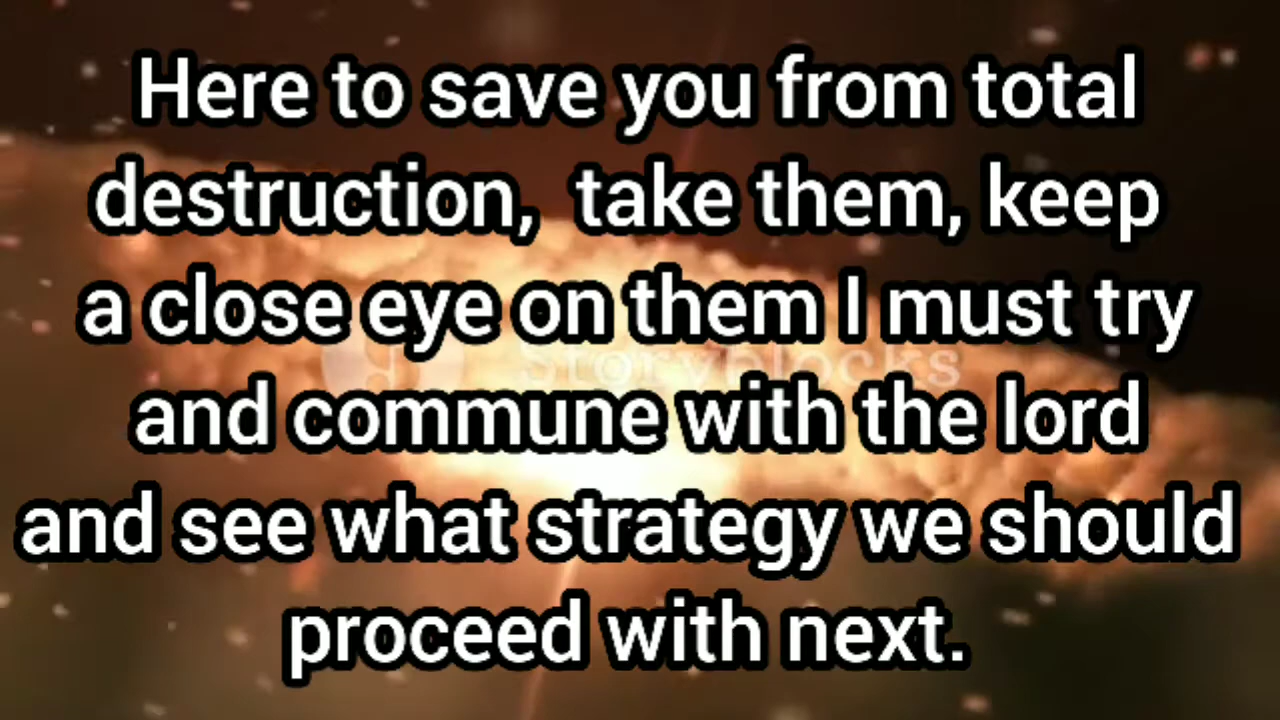 Here to save you from total
destruction,  take them, keep
a close eye on them I must try
Storyblocks
and commune with the lord
and see what strategy we should
proceed with next.